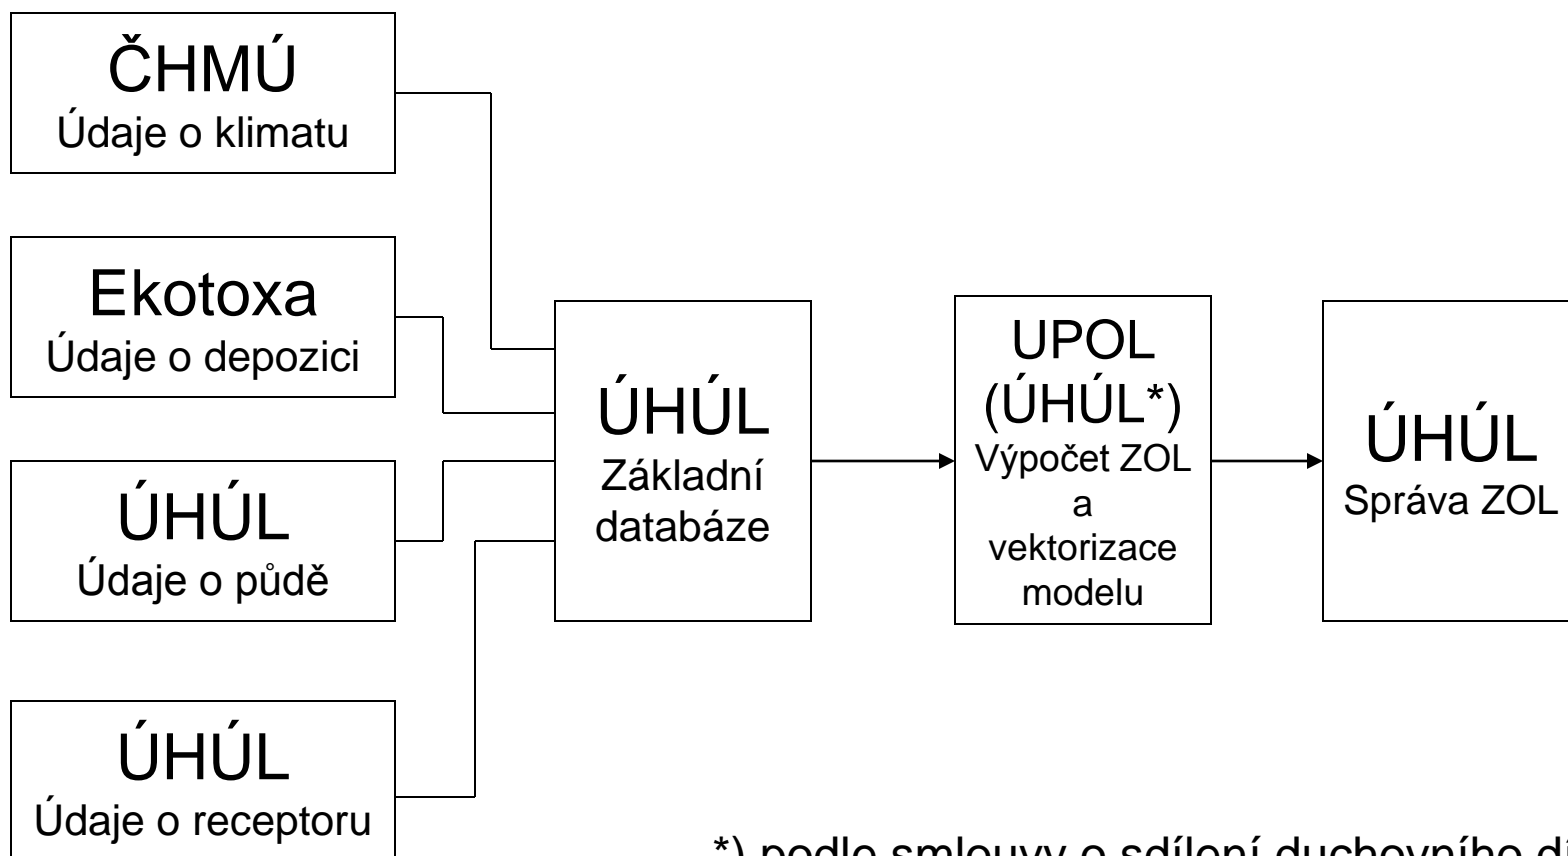 ČHMÚ
Údaje o klimatu
Ekotoxa
Údaje o depozici
ÚHÚL
Údaje o půdě
ÚHÚL
Údaje o receptoru
ÚHÚL
Základní
databáze
UPOL
(ÚHÚL*)
Výpočet ZOL
a
vektorizace
modelu
ÚHÚL
Správa ZOL
*) podle smlouvy o sdílení duchovního